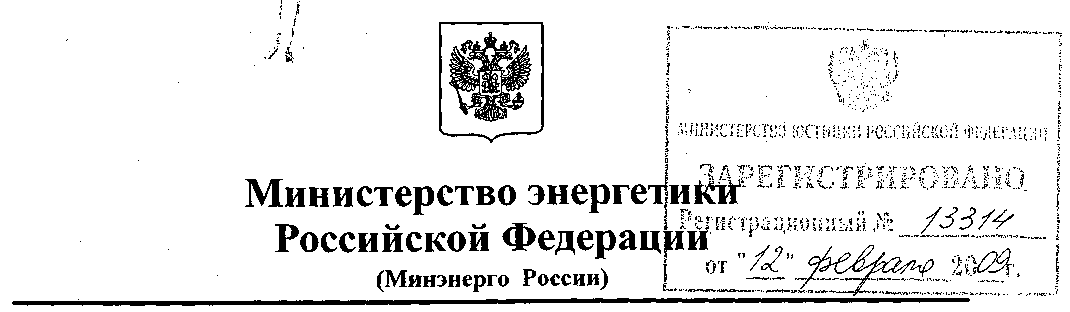 Министерство энергетики
Российской Федерации
(Минэнерго России)
МИНИСТЕРСТВО ЮСТИЦИИ РОССИЙСКОЙ ФЕДЕРАЦИИ
ЗАРЕГИСТРИРОВАНО
Регистрационный № 13314
от "12" февраля 2009г.